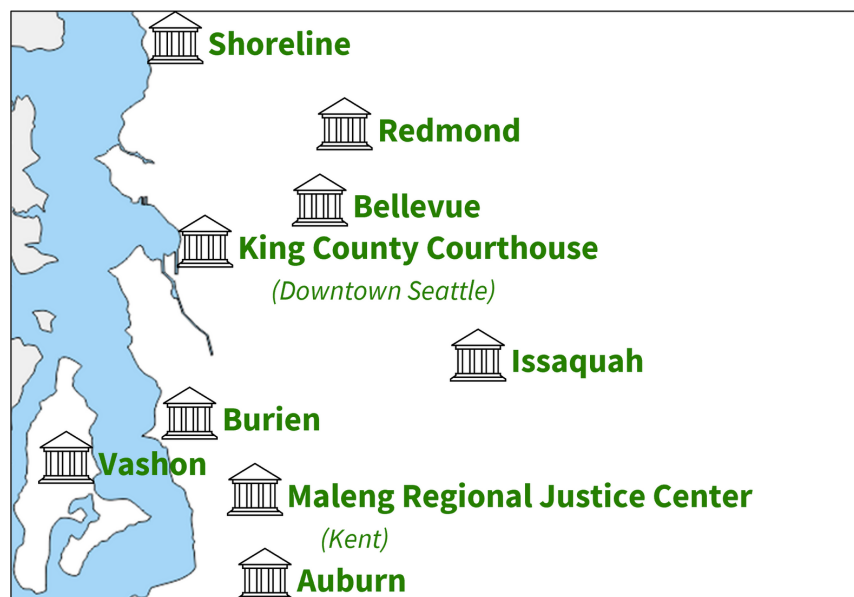 Shoreline
Redmond
Bellevue
King County Courthouse
(Downtown Seattle)
Issaquah
Burien
Vashon
Maleng Regional Justice Center
(Kent)
Auburn